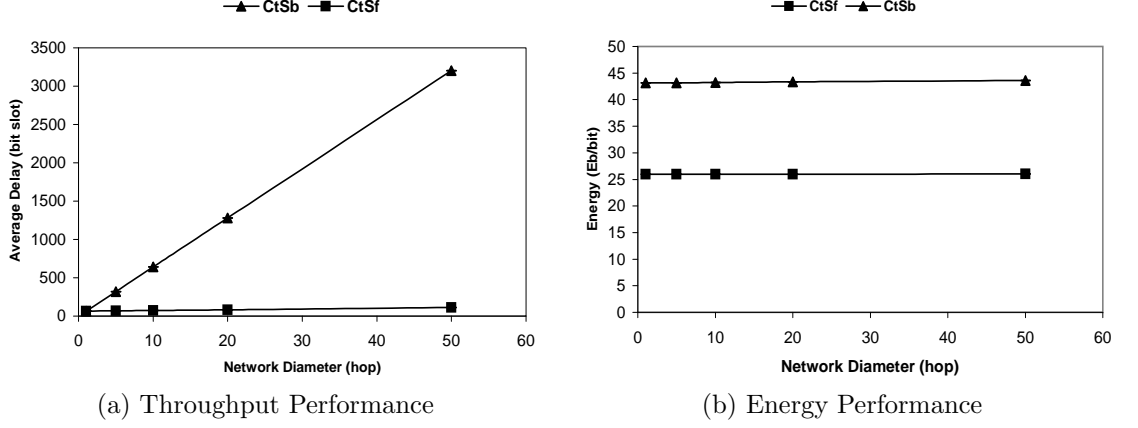 CtSb CtSf
3500
3000
2500
2000
1500
1000
500
0
Average Delay (bit slot)
0 10 20 30 40 50 60
Network Diameter (hop)
(a) Throughput Performance
CtSf CtSb
50
45
40
35
30
25
20
15
10
5
0
Energy (Eb/bit)
0 10 20 30 40 50 60
Network Diameter (hop)
(b) Energy Performance